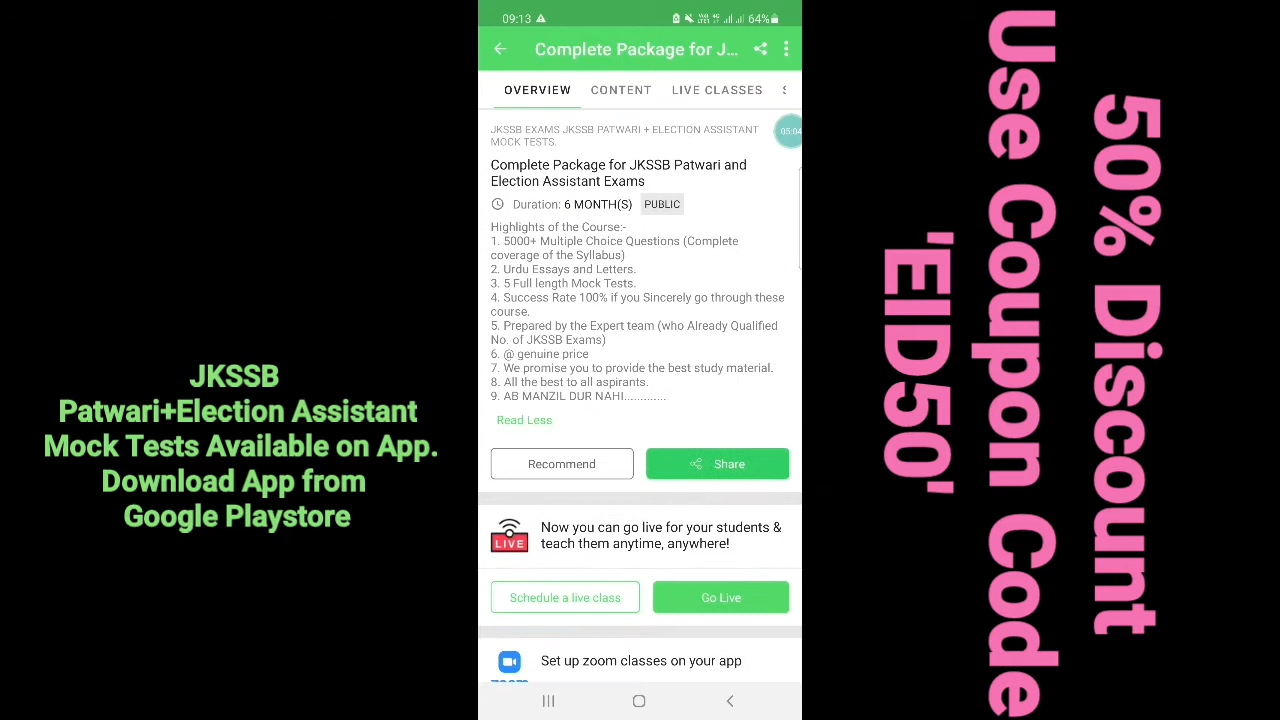 JKSSB
Patwari+Election Assistant
Mock Tests Available on App.
Download App from
Google Playstore
09:13
64%
Complete Package for J...
OVERVIEW CONTENT LIVE CLASSES
JKSSB EXAMS JKSSB PATWARI + ELECTION ASSISTANT
MOCK TESTS.
05:04
Complete Package for JKSSB Patwari and
Election Assistant Exams
Duration: 6 MONTH(S) PUBLIC
Highlights of the Course:-
1. 5000+ Multiple Choice Questions (Complete
coverage of the Syllabus)
2. Urdu Essays and Letters.
3. 5 Full length Mock Tests.
4. Success Rate 100% if you Sincerely go through these
course.
5. Prepared by the Expert team (who Already Qualified
No. of JKSSB Exams)
6. @ genuine price
7. We promise you to provide the best study material.
8. All the best to all aspirants.
9. AB MANZIL DUR NAHI.............
Read Less
Recommend Share
LIVE
Now you can go live for your students &
teach them anytime, anywhere!
Schedule a live class Go Live
Set up zoom classes on your app
50% Discount
Use Coupon Code
'EID50'